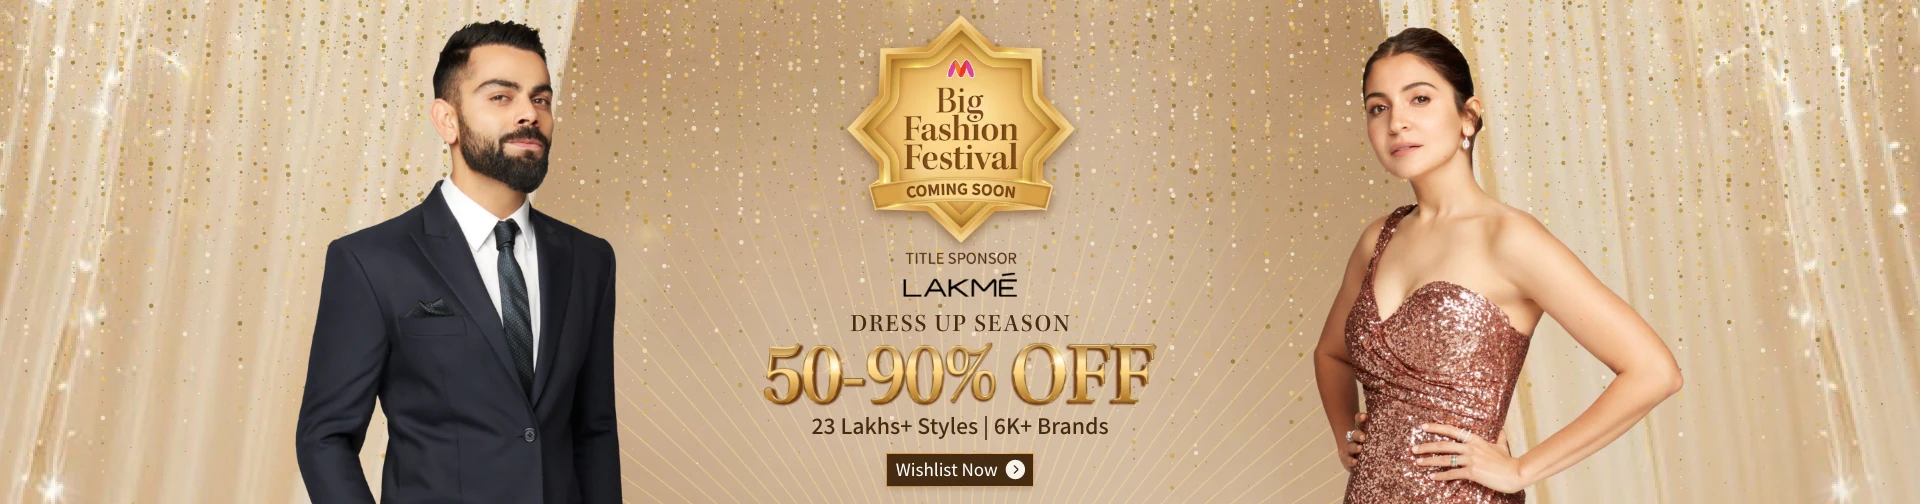 Big
Fashion
Festival
COMING SOON
TITLE SPONSOR
LAKMÉ
DRESS UP SEASON
50-90% OFF
23 Lakhs+ Styles | 6K+ Brands
Wishlist Now